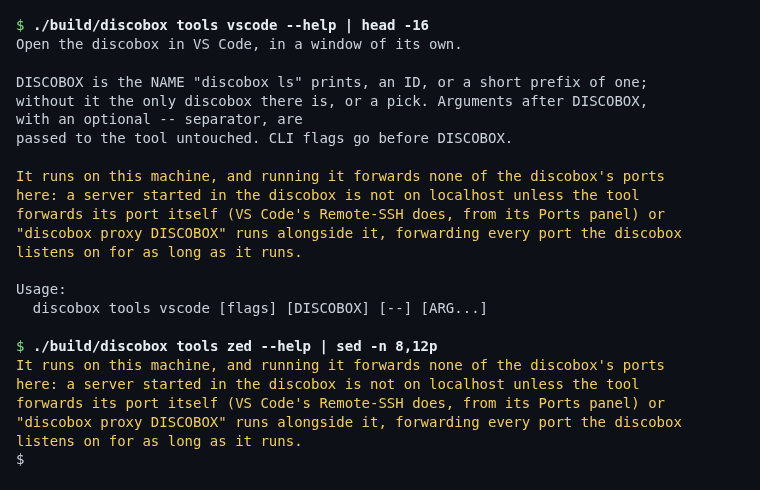 $ ./build/discobox tools vscode --help | head -16
Open the discobox in VS Code, in a window of its own.
DISCOBOX is the NAME "discobox ls" prints, an ID, or a short prefix of one;
without it the only discobox there is, or a pick. Arguments after DISCOBOX,
with an optional -- separator, are
passed to the tool untouched. CLI flags go before DISCOBOX.
It runs on this machine, and running it forwards none of the discobox's ports
here: a server started in the discobox is not on localhost unless the tool
forwards its port itself (VS Code's Remote-SSH does, from its Ports panel) or
"discobox proxy DISCOBOX" runs alongside it, forwarding every port the discobox
listens on for as long as it runs.
Usage:
  discobox tools vscode [flags] [DISCOBOX] [--] [ARG...]
$ ./build/discobox tools zed --help | sed -n 8,12p
It runs on this machine, and running it forwards none of the discobox's ports
here: a server started in the discobox is not on localhost unless the tool
forwards its port itself (VS Code's Remote-SSH does, from its Ports panel) or
"discobox proxy DISCOBOX" runs alongside it, forwarding every port the discobox
listens on for as long as it runs.
$